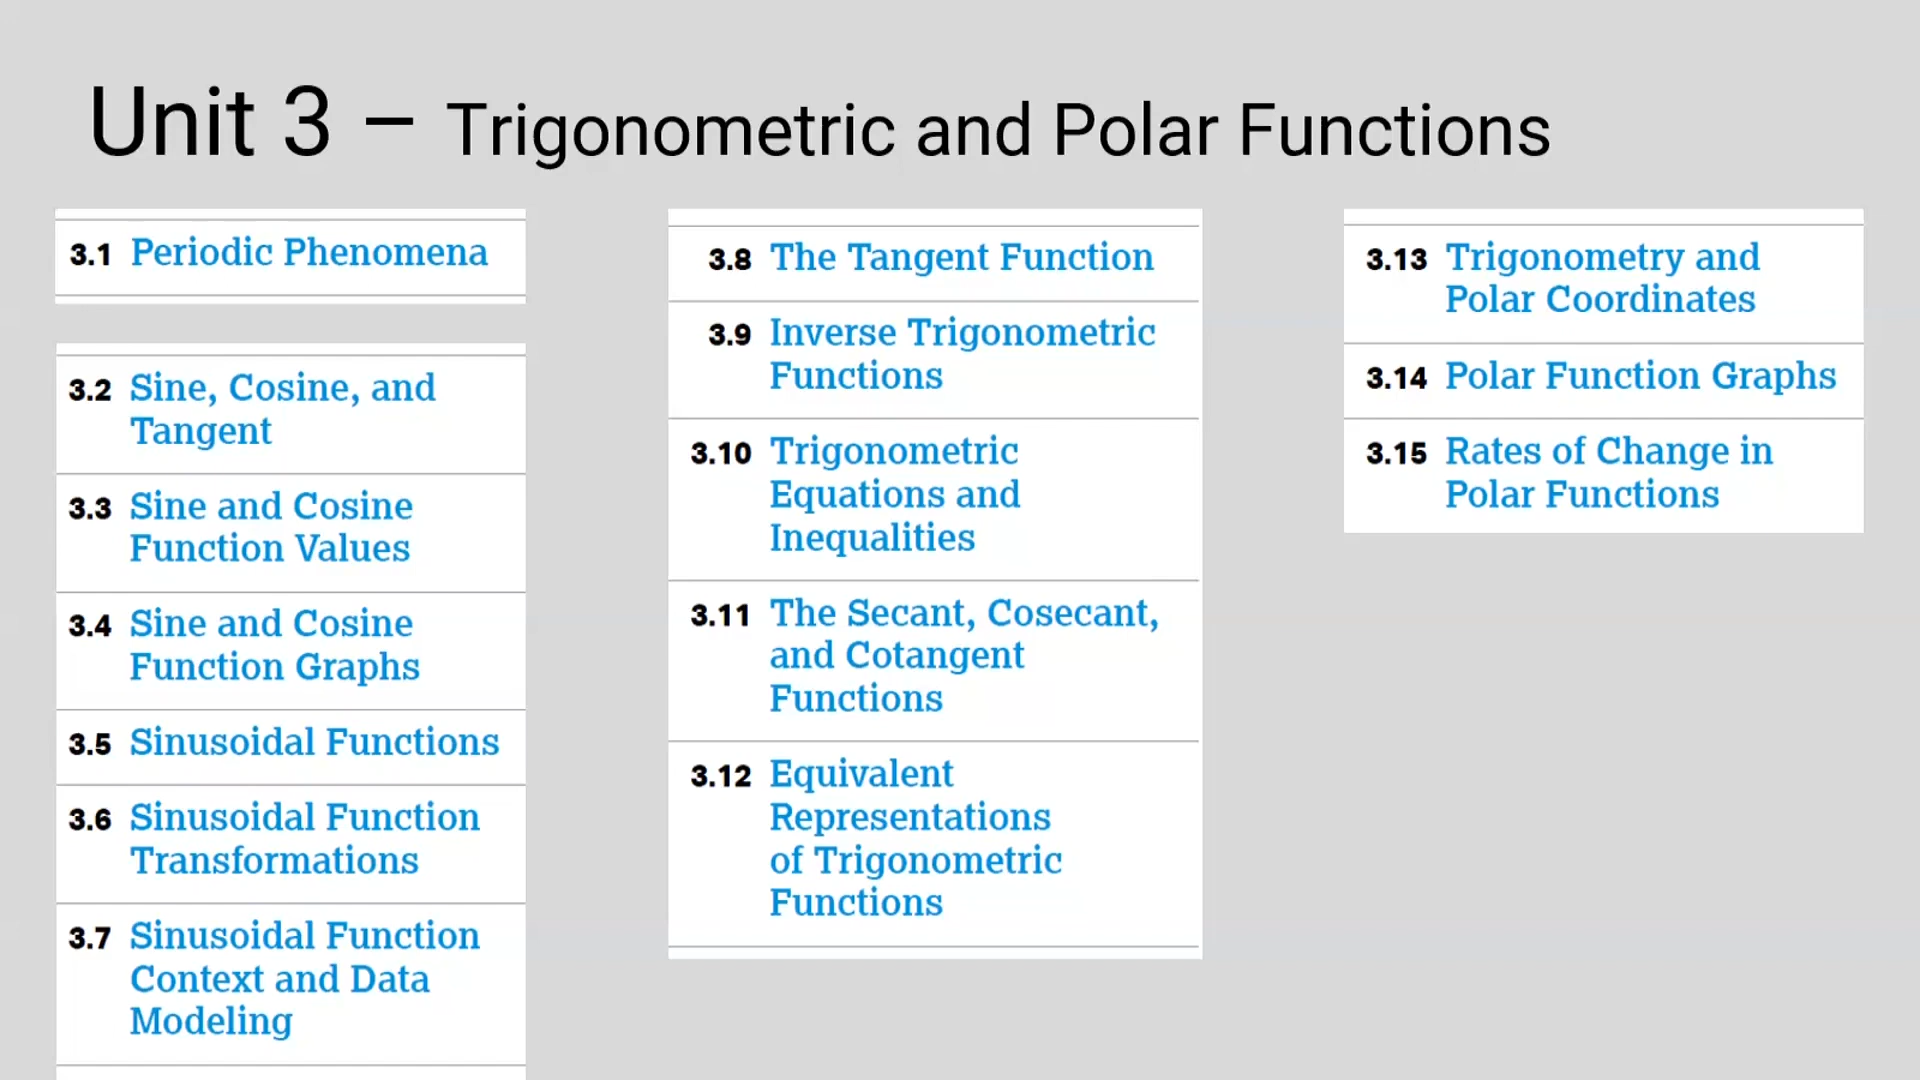 Unit 3 – Trigonometric and Polar Functions
3.1 Periodic Phenomena
3.2 Sine, Cosine, and
Tangent
3.3 Sine and Cosine
Function Values
3.4 Sine and Cosine
Function Graphs
3.5 Sinusoidal Functions
3.6 Sinusoidal Function
Transformations
3.7 Sinusoidal Function
Context and Data
Modeling
3.8 The Tangent Function
3.9 Inverse Trigonometric
Functions
3.10 Trigonometric
Equations and
Inequalities
3.11 The Secant, Cosecant,
and Cotangent
Functions
3.12 Equivalent
Representations
of Trigonometric
Functions
3.13 Trigonometry and
Polar Coordinates
3.14 Polar Function Graphs
3.15 Rates of Change in
Polar Functions